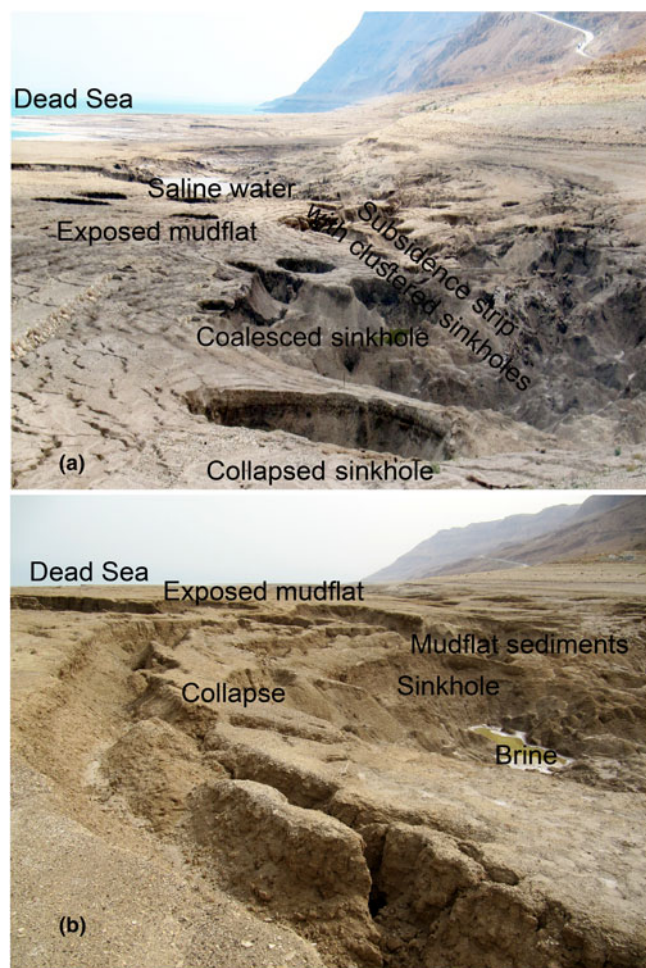 Dead Sea
Saline water
Exposed mudflat
Subsidence strip
with clustered sinkholes
Coalesced sinkhole
Collapsed sinkhole
(a)
Dead Sea
Exposed mudflat
Mudflat sediments
Sinkhole
Collapse
Brine
(b)